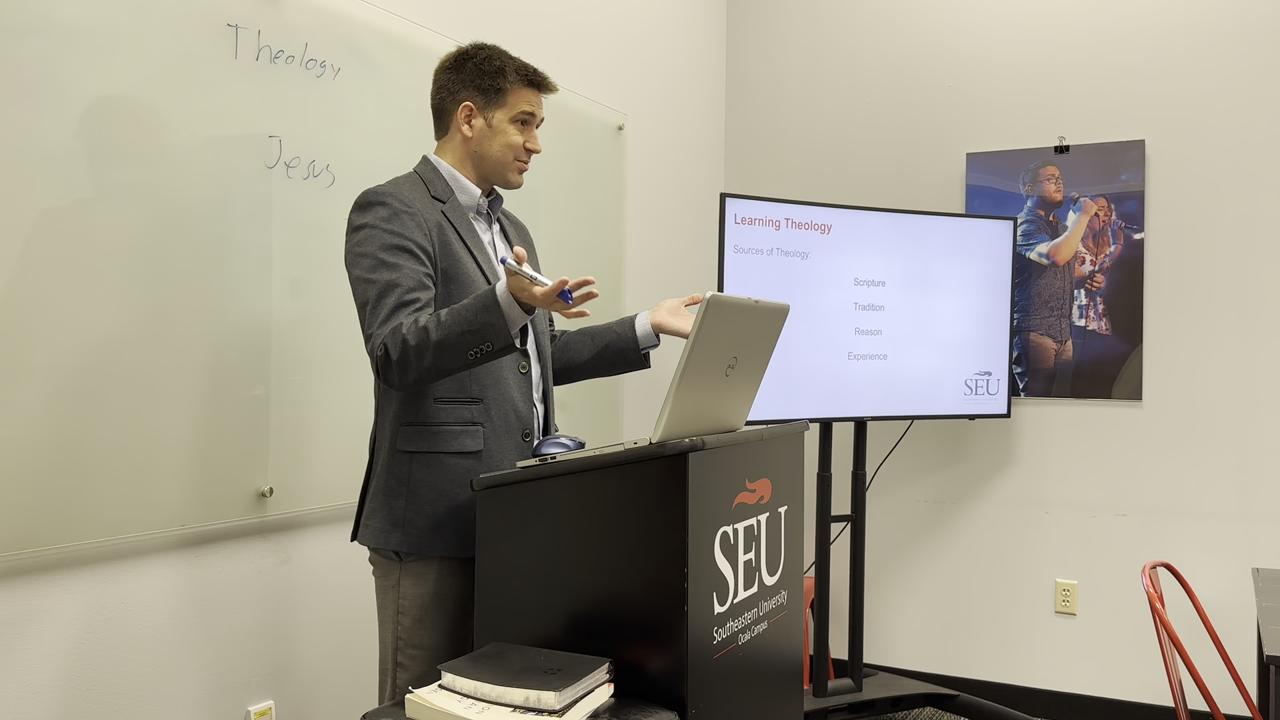 Theology
Jesus
Learning Theology
Sources of Theology:
Scripture
Tradition
Reason
Experience
SEU
SEU
Southeastern University
Ocala Campus